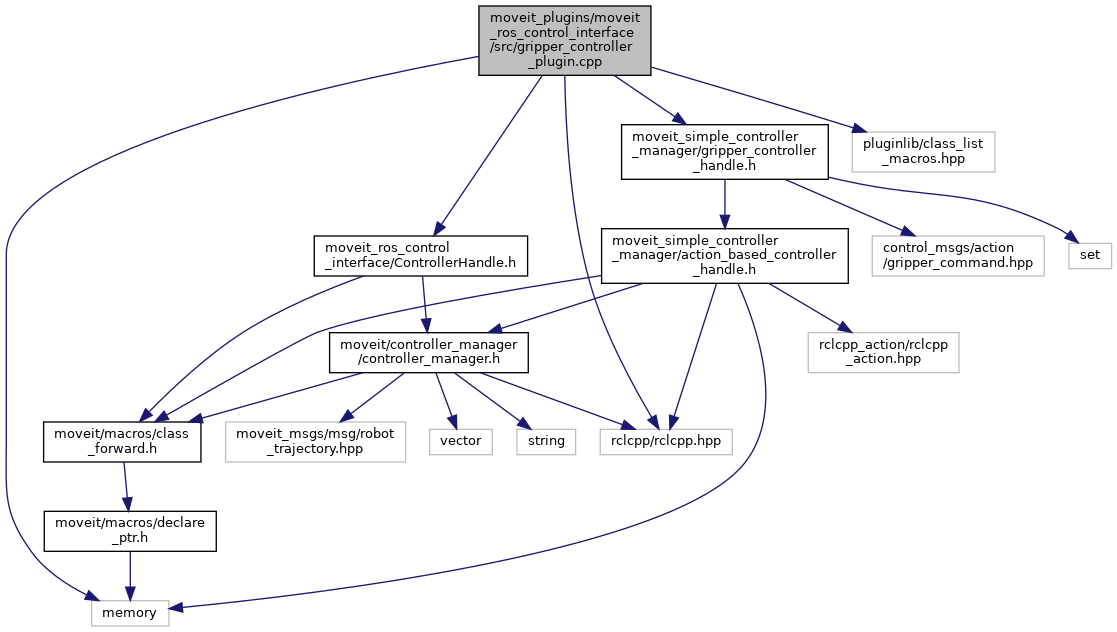 moveit_plugins/moveit
_ros_control_interface
/src/gripper_controller
_plugin.cpp
moveit_simple_controller
_manager/gripper_controller
_handle.h
pluginlib/class_list
_macros.hpp
moveit_ros_control
_interface/ControllerHandle.h
moveit_simple_controller
_manager/action_based_controller
_handle.h
control_msgs/action
/gripper_command.hpp
set
moveit/controller_manager
/controller_manager.h
rclcpp_action/rclcpp
_action.hpp
moveit/macros/class
_forward.h
moveit_msgs/msg/robot
_trajectory.hpp
vector
string
rclcpp/rclcpp.hpp
moveit/macros/declare
_ptr.h
memory